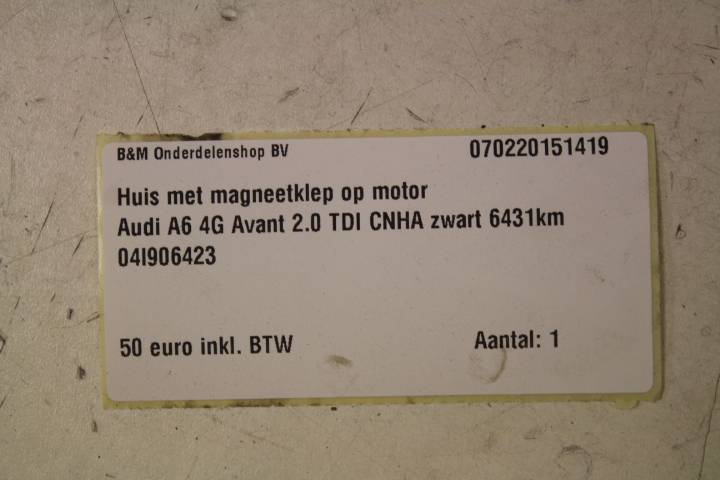 B&M Onderdelenshop BV 070220151419
Huis met magneetklep op motor
Audi A6 4G Avant 2.0 TDI CNHA zwart 6431km
04I906423
50 euro inkl. BTW Aantal: 1